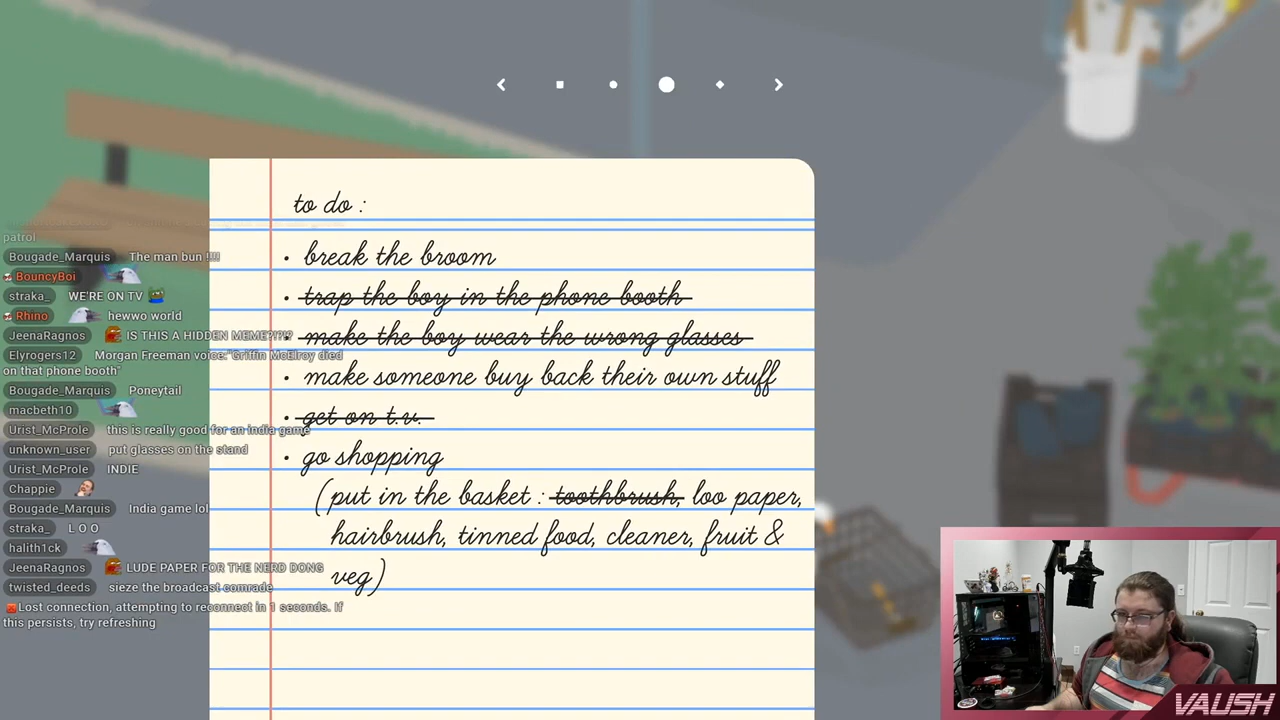 to do :
• break the broom
• trap the boy in the phone booth
• make the boy wear the wrong glasses
• make someone buy back their own stuff
• get on t.v.
• go shopping
(put in the basket : toothbrush, loo paper,
hairbrush, tinned food, cleaner, fruit &
veg)
patrol
Bougade_Marquis The man bun !!!!
BouncyBoi
straka_ WE'RE ON TV
Rhino hewwo world
JeenaRagnos IS THIS A HIDDEN MEME?!?!?
Elyrogers12 Morgan Freeman voice:"Griffin McElroy died
on that phone booth"
Bougade_Marquis Poneytail
macbeth10
Urist_McProle this is really good for an india game
unknown_user put glasses on the stand
Urist_McProle INDIE
Chappie
Bougade_Marquis India game lol
straka_ L O O
halith1ck
JeenaRagnos LUDE PAPER FOR THE NERD DONG
twisted_deeds sieze the broadcast comrade
Lost connection, attempting to reconnect in 1 seconds. If
this persists, try refreshing
VAUSH